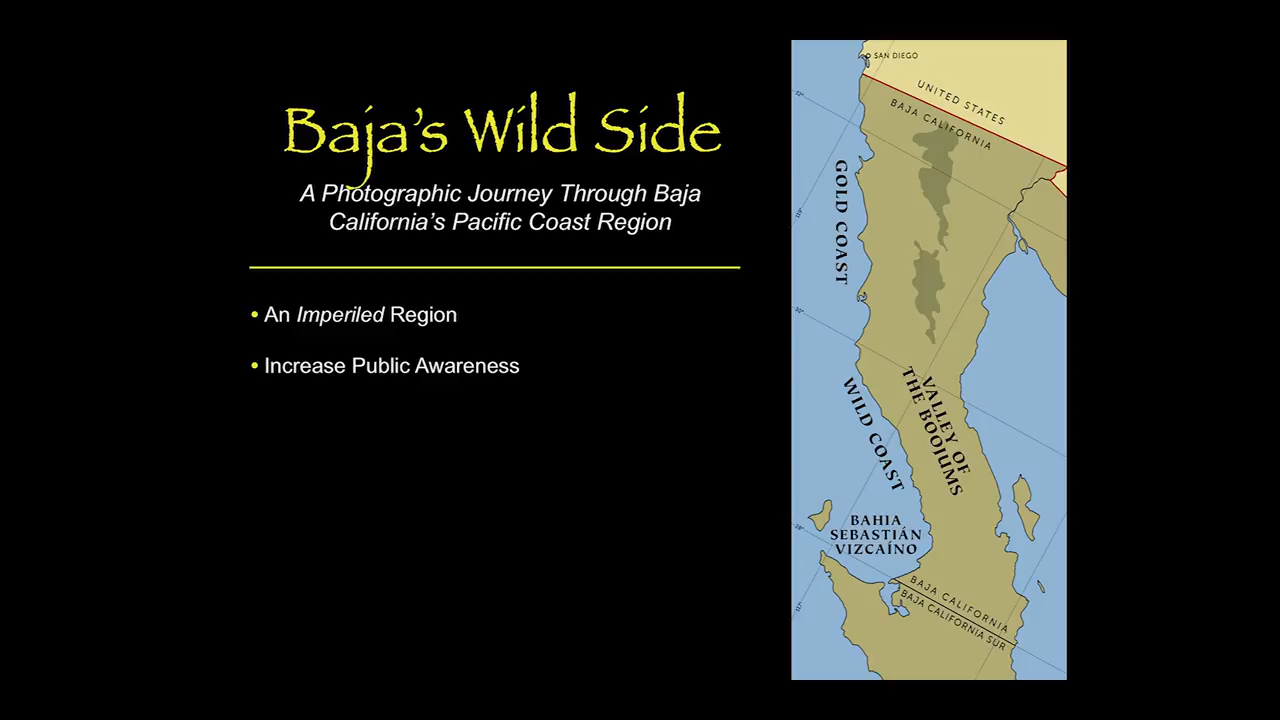 Baja's Wild Side
A Photographic Journey Through Baja
California's Pacific Coast Region
• An Imperiled Region
• Increase Public Awareness
SAN DIEGO
UNITED STATES
BAJA CALIFORNIA
GOLD COAST
WILD COAST
VALLEY OF
THE BOOJUMS
BAHIA
SEBASTIÁN
VIZCAÍNO
BAJA CALIFORNIA
BAJA CALIFORNIA SUR